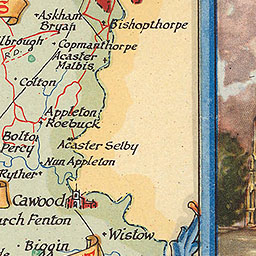 Askham
Bryan
Bishopthorpe
Copmanthorpe
Acaster
Malbis
Colton
Appleton
Roebuck
Bolton
Percy
Acaster Selby
Nun Appleton
Ryther
CAWOOD
Church Fenton
Wistow
Biggin